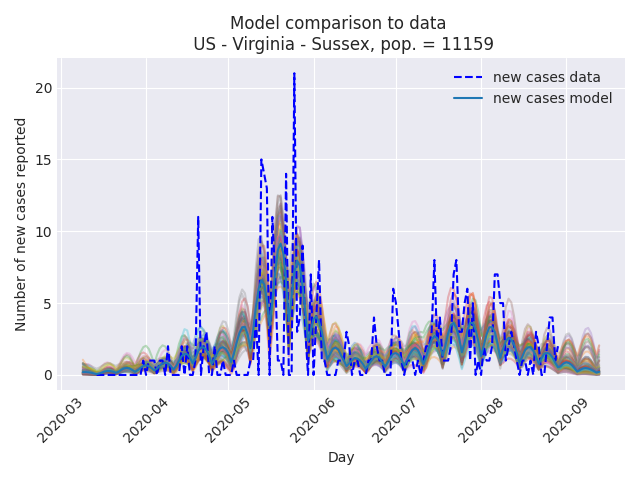 Model comparison to data
US - Virginia - Sussex, pop. = 11159
new cases data
new cases model
Number of new cases reported
20
15
10
5
0
2020-03
2020-04
2020-05
2020-06
2020-07
2020-08
2020-09
Day